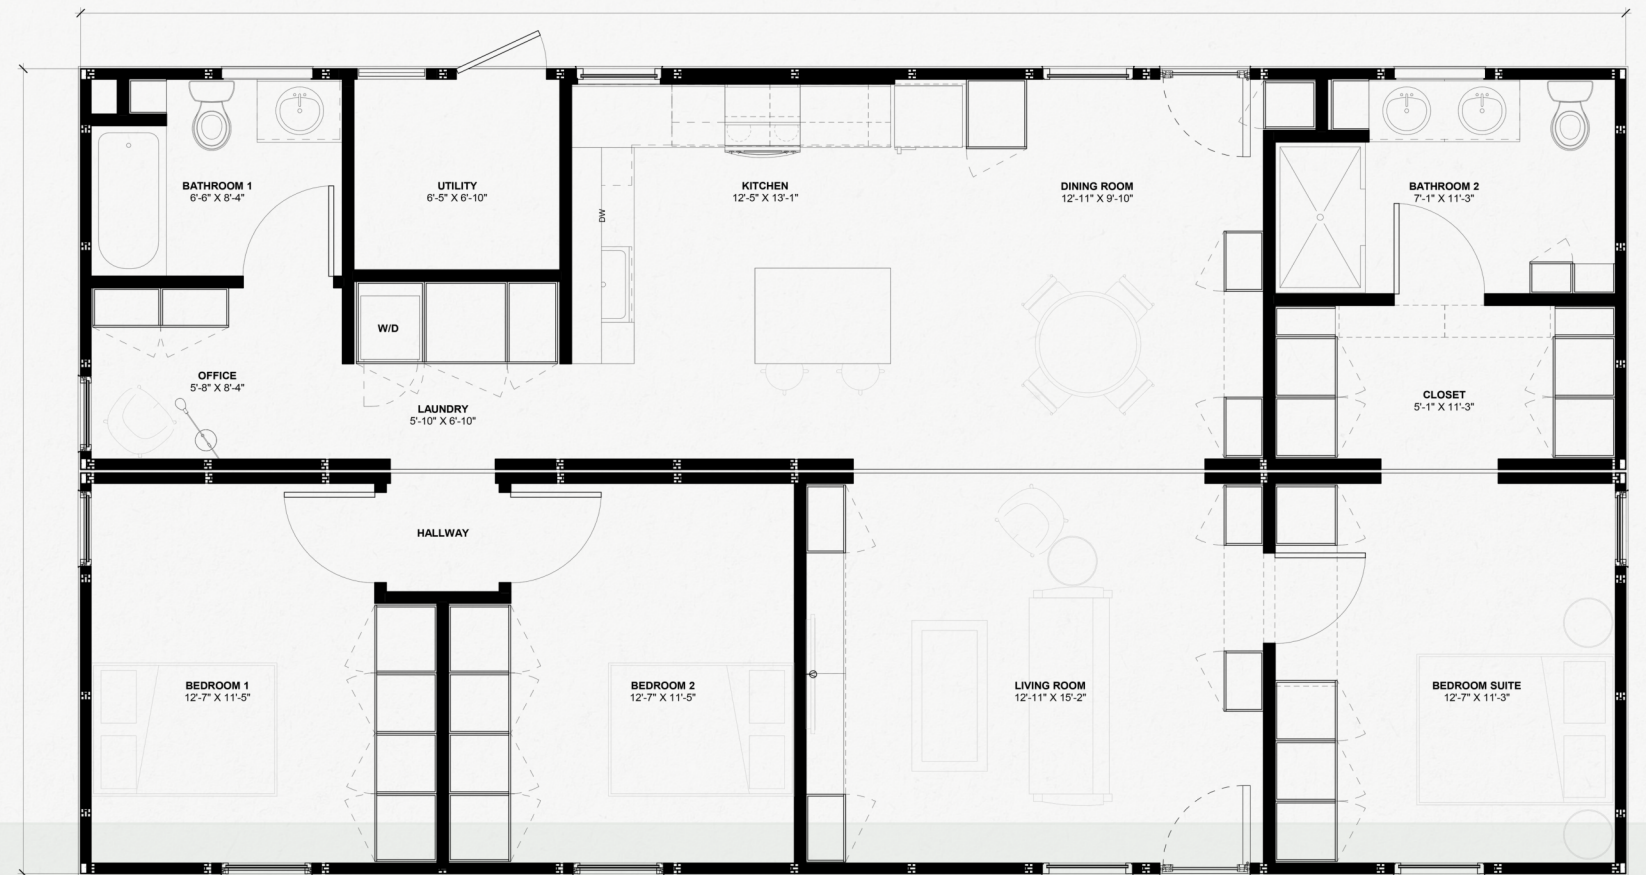 BATHROOM 1
6'-6" X 8'-4"
UTILITY
6'-5" X 6'-10"
KITCHEN
12'-5" X 13'-1"
DINING ROOM
12'-11" X 9'-10"
BATHROOM 2
7'-1" X 11'-3"
DW
W/D
OFFICE
5'-8" X 8'-4"
LAUNDRY
5'-10" X 6'-10"
CLOSET
5'-1" X 11'-3"
HALLWAY
BEDROOM 1
12'-7" X 11'-5"
BEDROOM 2
12'-7" X 11'-5"
LIVING ROOM
12'-11" X 15'-2"
BEDROOM SUITE
12'-7" X 11'-3"